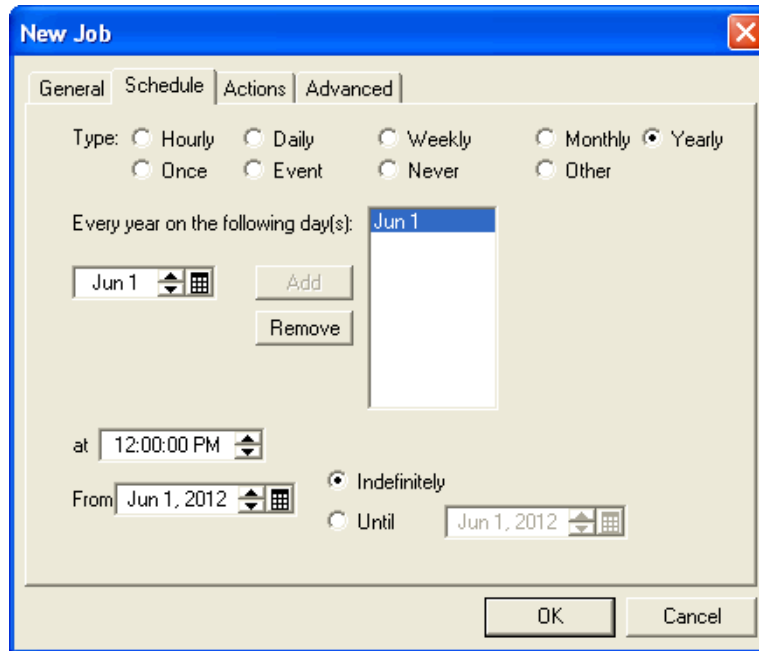 New Job
General Schedule Actions Advanced
Type: Hourly Daily Weekly Monthly Yearly
Once Event Never Other
Every year on the following day(s): Jun 1
Jun 1 Add
Remove
at 12:00:00 PM
Indefinitely
From Jun 1, 2012
Until Jun 1, 2012
OK Cancel